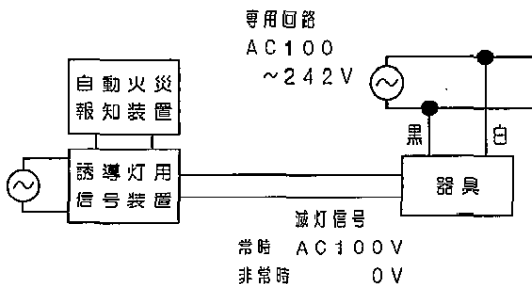 専用回路
AC100
~242V
自動火災
報知装置
黒
白
誘導灯用
信号装置
器具
滅灯信号
常時 AC100V
非常時 0V